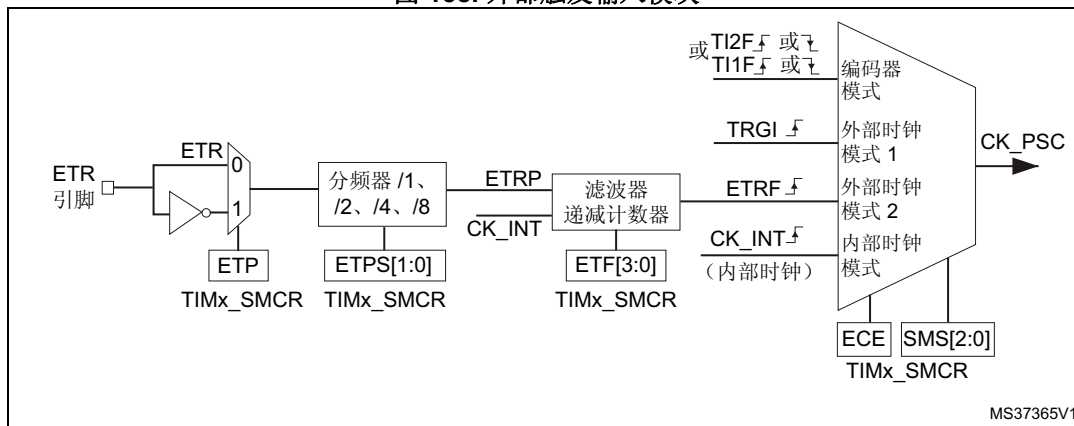 或TI2F 或
TI1F 或
编码器
模式
TRGI
外部时钟
模式 1
CK_PSC
ETR
引脚
ETR
0
1
分频器 /1、
/2、/4、/8
ETRP
CK_INT
滤波器
递减计数器
ETRF
外部时钟
模式 2
CK_INT
(内部时钟)
内部时钟
模式
ETP
TIMx_SMCR
ETPS[1:0]
TIMx_SMCR
ETF[3:0]
TIMx_SMCR
ECE
SMS[2:0]
TIMx_SMCR
MS37365V1